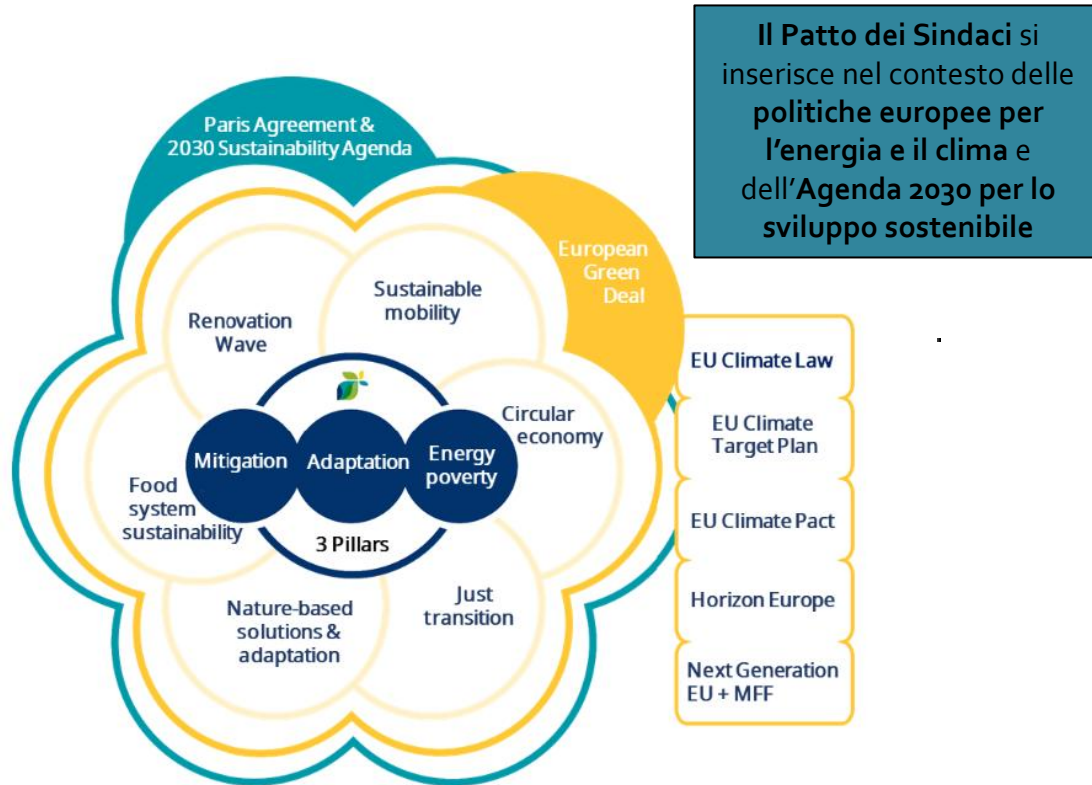 Il Patto dei Sindaci si
inserisce nel contesto delle
politiche europee per
l'energia e il clima e
dell'Agenda 2030 per lo
sviluppo sostenibile
Paris Agreement &
2030 Sustainability Agenda
European
Green
Deal
Renovation
Wave
Sustainable
mobility
Circular
economy
Mitigation
Adaptation
Energy
poverty
3 Pillars
Food
system
sustainability
Nature-based
solutions &
adaptation
Just
transition
EU Climate Law
EU Climate
Target Plan
EU Climate Pact
Horizon Europe
Next Generation
EU + MFF
.